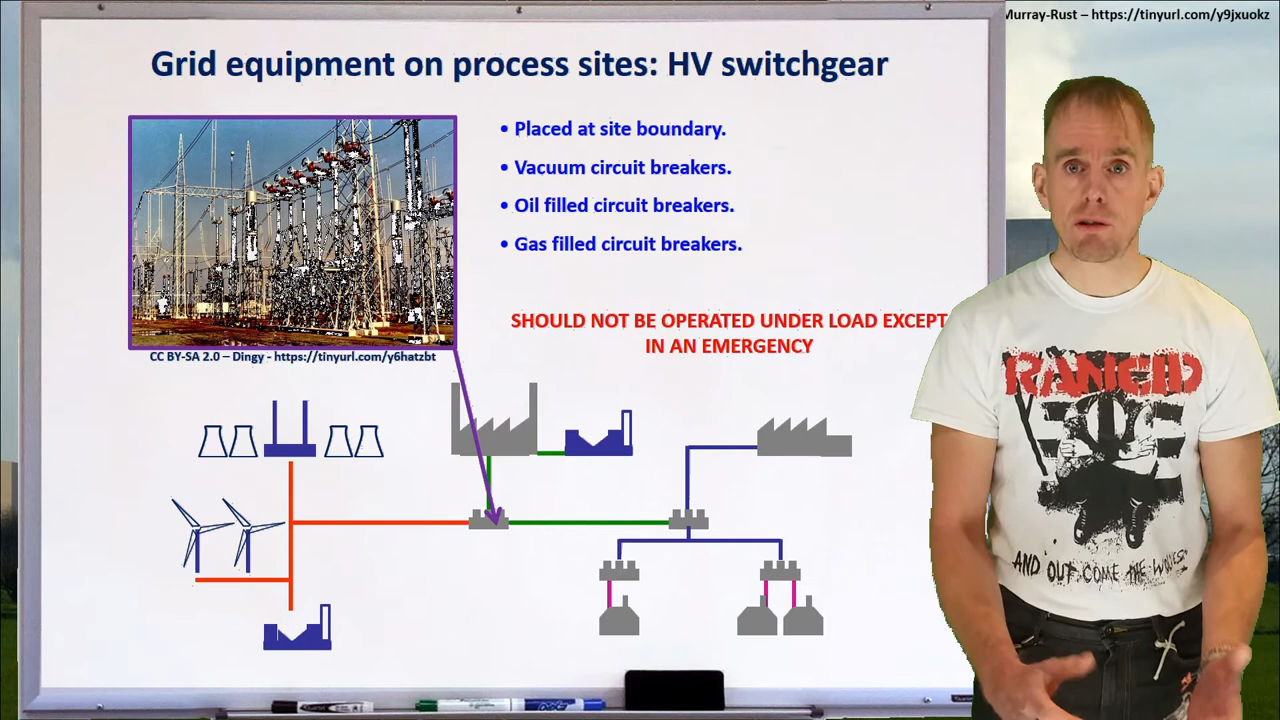 Murray-Rust – https://tinyurl.com/y9jxuokz
Grid equipment on process sites: HV switchgear
• Placed at site boundary.
• Vacuum circuit breakers.
• Oil filled circuit breakers.
• Gas filled circuit breakers.
SHOULD NOT BE OPERATED UNDER LOAD EXCEPT
IN AN EMERGENCY
CC BY-SA 2.0 – Dingy - https://tinyurl.com/y6hatzbt
RANCID
AND OUT COME THE WOLVES